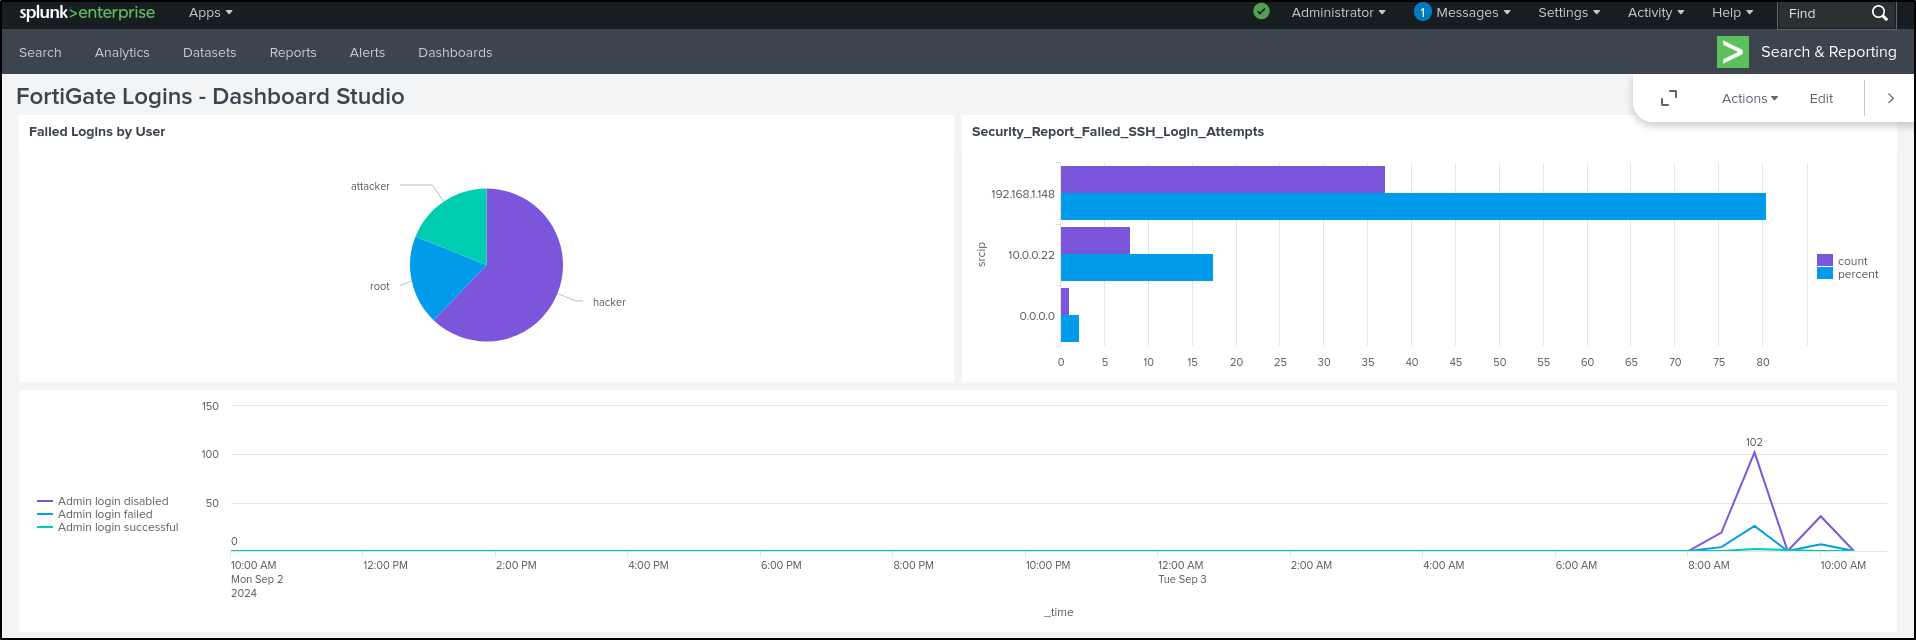 splunk>enterprise Apps Administrator 1 Messages Settings Activity Help Find
Search Analytics Datasets Reports Alerts Dashboards Search & Reporting
FortiGate Logins - Dashboard Studio
Actions Edit
Failed Logins by User
attacker
root
hacker
Security_Report_Failed_SSH_Login_Attempts
192.168.1.148
10.0.0.22
0.0.0.0
srcip
0 5 10 15 20 25 30 35 40 45 50 55 60 65 70 75 80
count
percent
150
100
50
0
102
Admin login disabled
Admin login failed
Admin login successful
10:00 AM 12:00 PM 2:00 PM 4:00 PM 6:00 PM 8:00 PM 10:00 PM 12:00 AM 2:00 AM 4:00 AM 6:00 AM 8:00 AM 10:00 AM
Mon Sep 2 Tue Sep 3
2024
_time